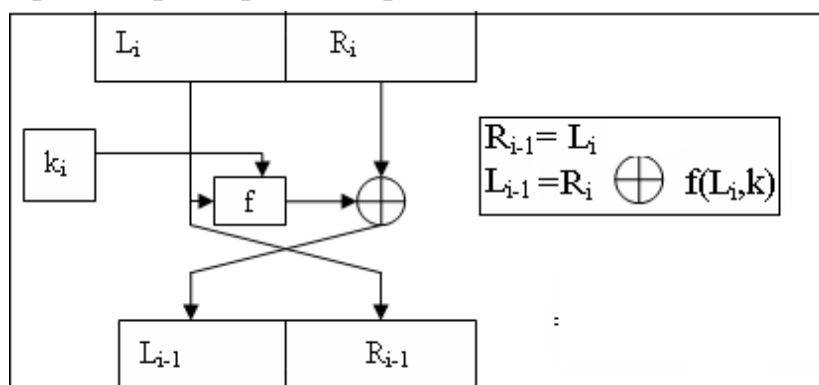 Lᵢ Rᵢ
kᵢ
f
Rᵢ₋₁= Lᵢ
Lᵢ₋₁ =Rᵢ ⊕ f(Lᵢ,k)
Lᵢ₋₁ Rᵢ₋₁
: